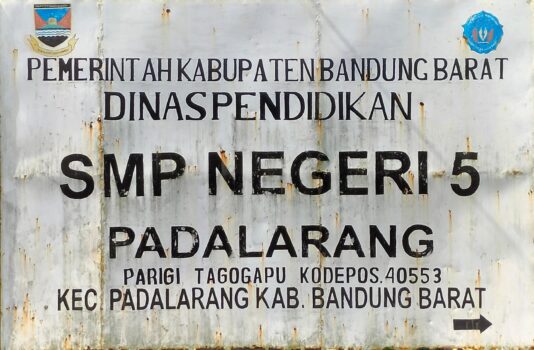 PEMERINTAH KABUPATEN BANDUNG BARAT
DINAS PENDIDIKAN
SMP NEGERI 5
PADALARANG
PARIGI TAGOGAPU KODEPOS.40553
KEC PADALARANG KAB. BANDUNG BARAT